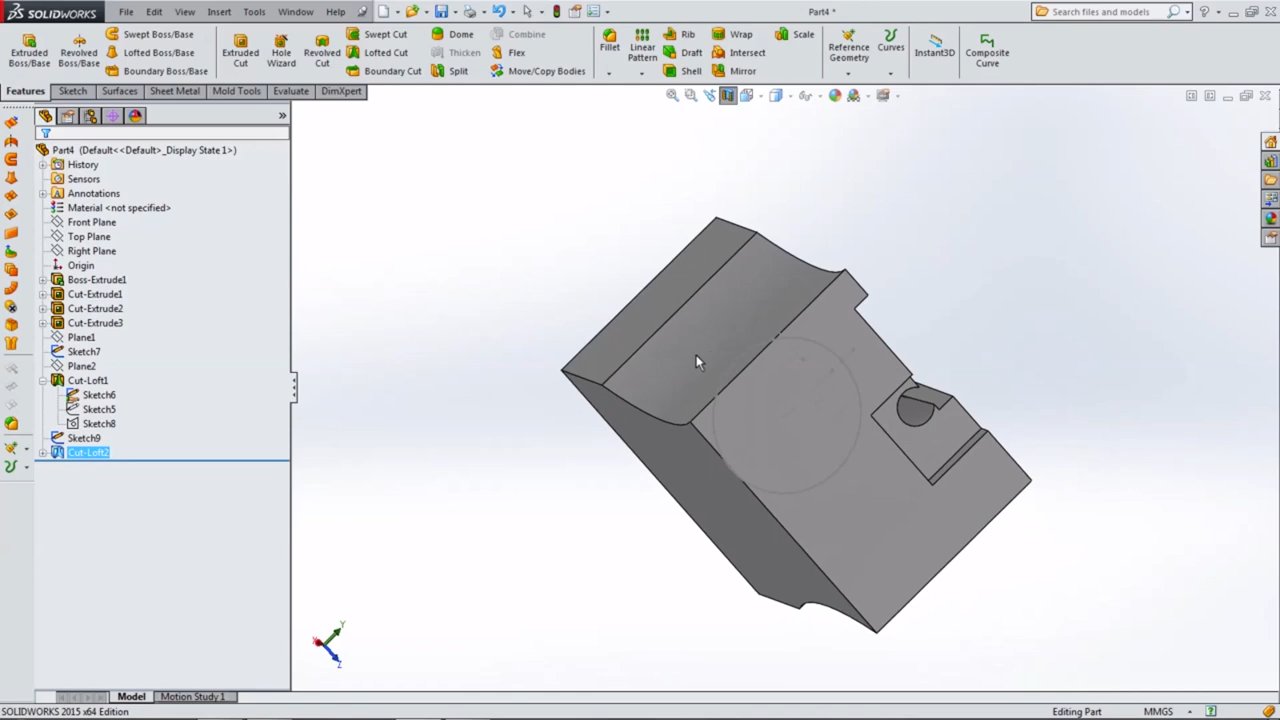 SOLIDWORKS File Edit View Insert Tools Window Help Part4 * Search files and models
Extruded Boss/Base Revolved Boss/Base Swept Boss/Base Lofted Boss/Base Boundary Boss/Base Extruded Cut Hole Wizard Revolved Cut Swept Cut Lofted Cut Boundary Cut Dome Thicken Split Combine Flex Move/Copy Bodies Fillet Linear Pattern Rib Draft Shell Wrap Intersect Mirror Scale Reference Geometry Curves Instant3D Composite Curve
Features Sketch Surfaces Sheet Metal Mold Tools Evaluate DimXpert
Part4 (Default<<Default>_Display State 1>)
History
Sensors
Annotations
Material <not specified>
Front Plane
Top Plane
Right Plane
Origin
Boss-Extrude1
Cut-Extrude1
Cut-Extrude2
Cut-Extrude3
Plane1
Sketch7
Plane2
Cut-Loft1
Sketch6
Sketch5
Sketch8
Sketch9
Cut-Loft2
Y
X
Z
Model Motion Study 1
SOLIDWORKS 2015 x64 Edition Editing Part MMGS